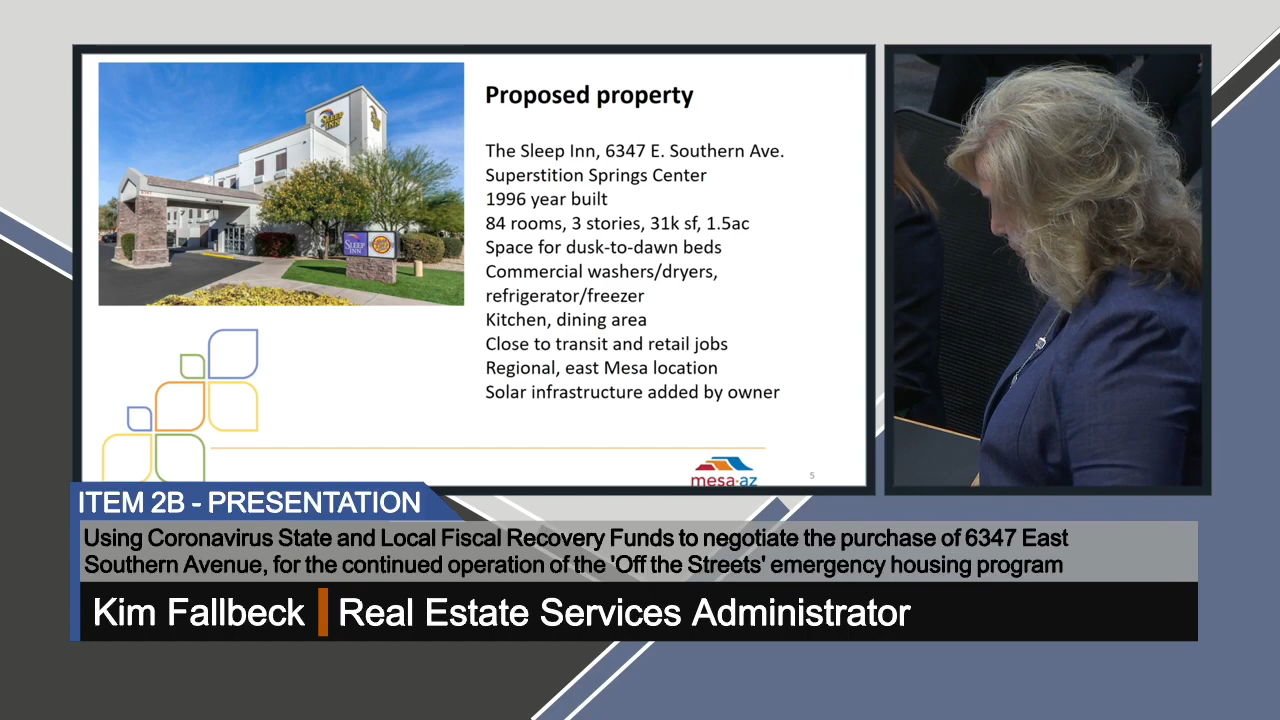 Proposed property
The Sleep Inn, 6347 E. Southern Ave.
Superstition Springs Center
1996 year built
84 rooms, 3 stories, 31k sf, 1.5ac
Space for dusk-to-dawn beds
Commercial washers/dryers,
refrigerator/freezer
Kitchen, dining area
Close to transit and retail jobs
Regional, east Mesa location
Solar infrastructure added by owner
SLEEP
INN
SLEEP
INN
mesa·az
5
ITEM 2B - PRESENTATION
Using Coronavirus State and Local Fiscal Recovery Funds to negotiate the purchase of 6347 East
Southern Avenue, for the continued operation of the 'Off the Streets' emergency housing program
Kim Fallbeck Real Estate Services Administrator